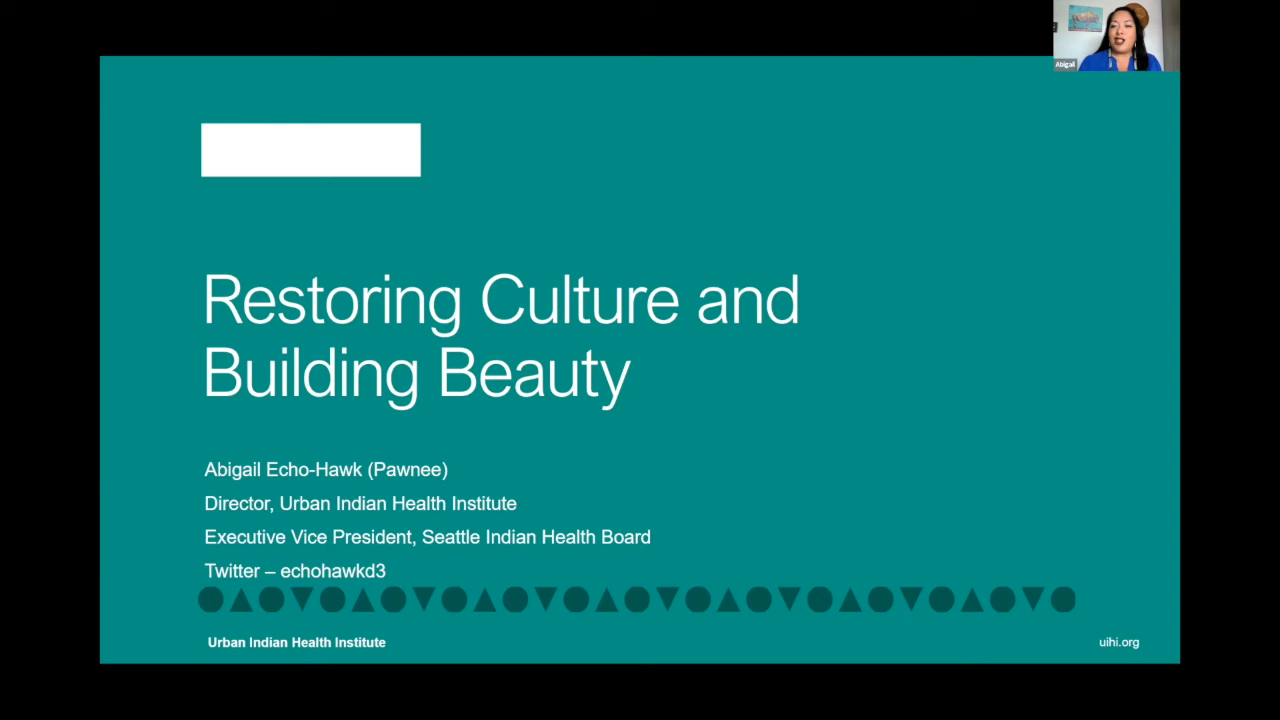 Abigail
Restoring Culture and
Building Beauty
Abigail Echo-Hawk (Pawnee)
Director, Urban Indian Health Institute
Executive Vice President, Seattle Indian Health Board
Twitter – echohawkd3
Urban Indian Health Institute
uihi.org